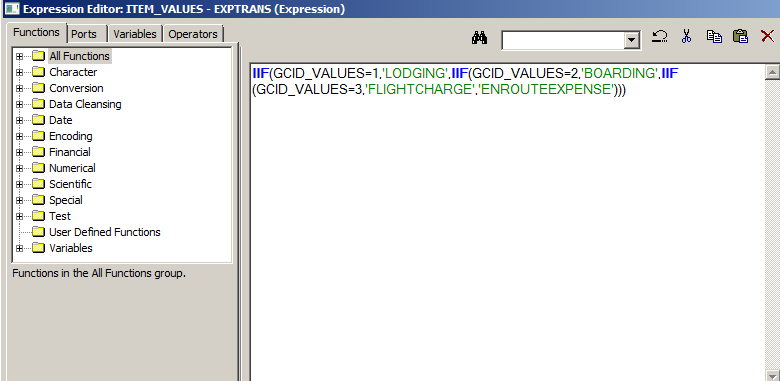 Expression Editor: ITEM_VALUES - EXPTRANS (Expression)
Functions Ports Variables Operators
All Functions
Character
Conversion
Data Cleansing
Date
Encoding
Financial
Numerical
Scientific
Special
Test
User Defined Functions
Variables
Functions in the All Functions group.
IIF(GCID_VALUES=1,'LODGING',IIF(GCID_VALUES=2,'BOARDING',IIF
(GCID_VALUES=3,'FLIGHTCHARGE','ENROUTEEXPENSE')))